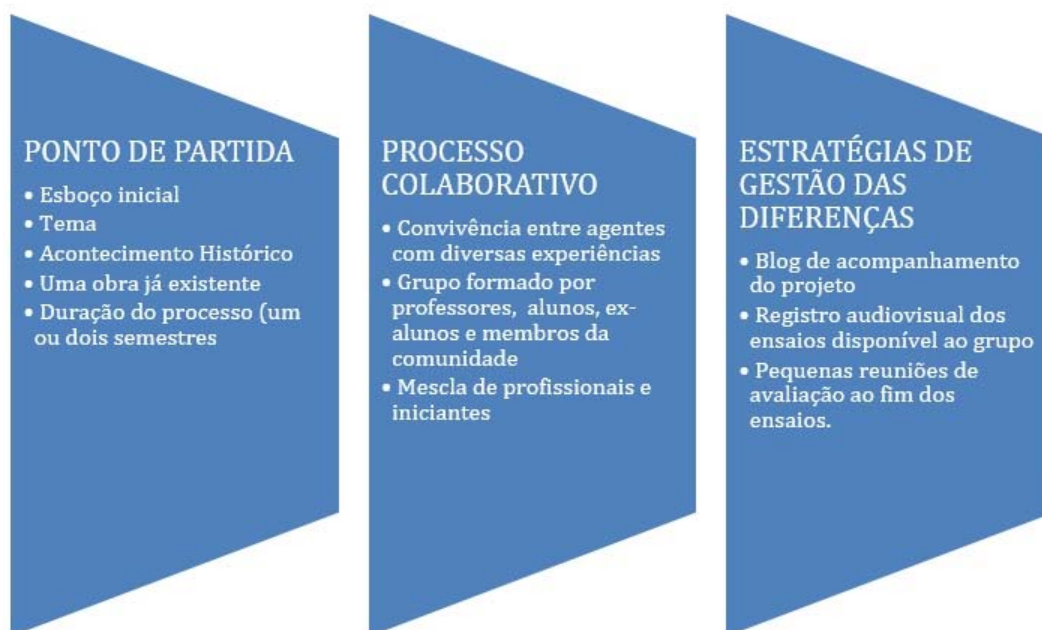 PONTO DE PARTIDA
• Esboço inicial
• Tema
• Acontecimento Histórico
• Uma obra já existente
• Duração do processo (um
ou dois semestres
PROCESSO
COLABORATIVO
• Convivência entre agentes
com diversas experiências
• Grupo formado por
professores, alunos, ex-
alunos e membros da
comunidade
• Mescla de profissionais e
iniciantes
ESTRATÉGIAS DE
GESTÃO DAS
DIFERENÇAS
• Blog de acompanhamento
do projeto
• Registro audiovisual dos
ensaios disponível ao grupo
• Pequenas reuniões de
avaliação ao fim dos
ensaios.